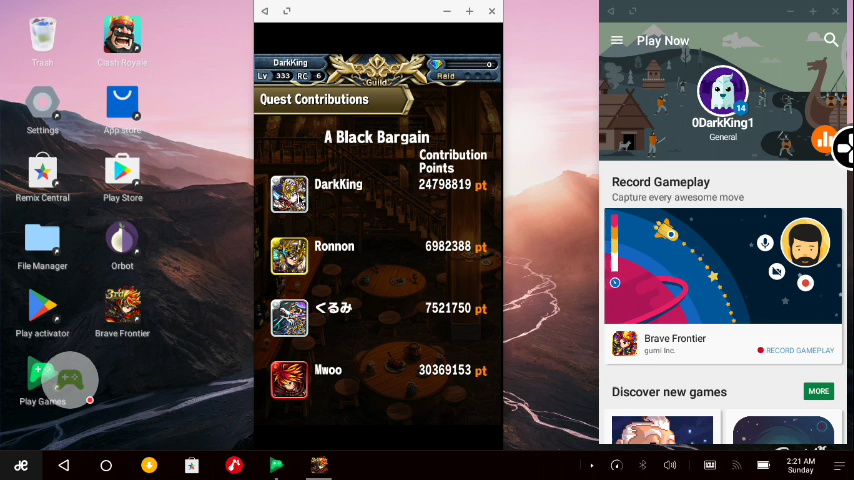 Trash
Clash Royale
Settings
App store
Remix Central
Play Store
File Manager
Orbot
Play activator
Brave Frontier
Play Games
DarkKing
Lv 333 RC 6
Guild
0
Raid
Quest Contributions
A Black Bargain
Contribution
Points
DarkKing 24798819 pt
Ronnon 6982388 pt
くるみ 7521750 pt
Mwoo 30369153 pt
Play Now
14
0DarkKing1
General
Record Gameplay
Capture every awesome move
Brave Frontier
gumi Inc.
RECORD GAMEPLAY
Discover new games
MORE
2:21 AM
Sunday